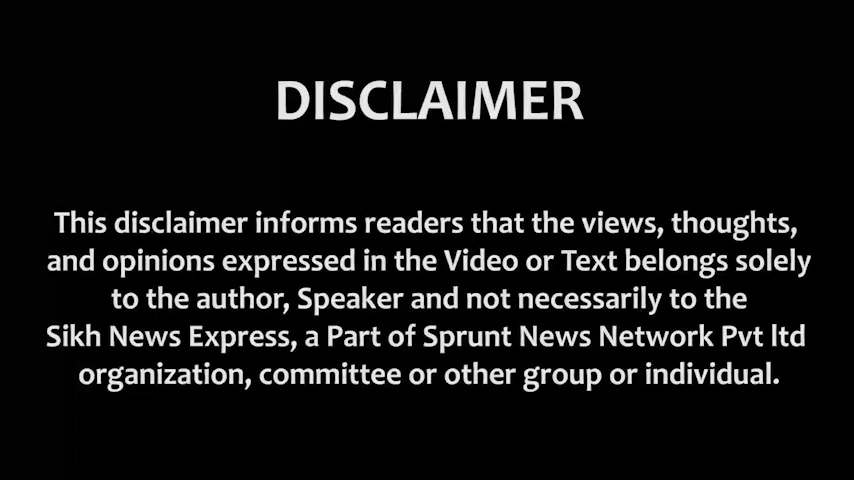 DISCLAIMER
This disclaimer informs readers that the views, thoughts,
and opinions expressed in the Video or Text belongs solely
to the author, Speaker and not necessarily to the
Sikh News Express, a Part of Sprunt News Network Pvt ltd
organization, committee or other group or individual.